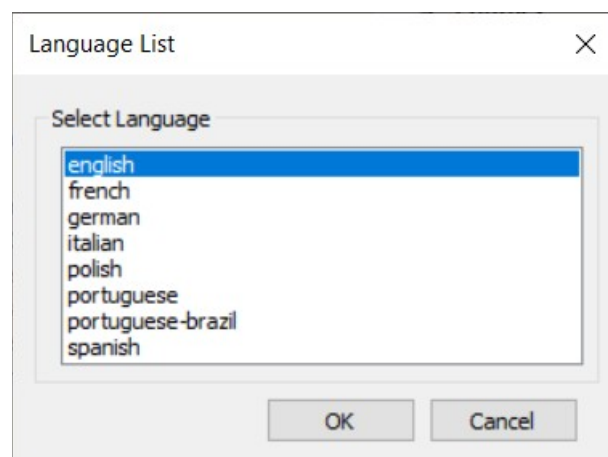 Language List
Select Language
english
french
german
italian
polish
portuguese
portuguese-brazil
spanish
OK Cancel